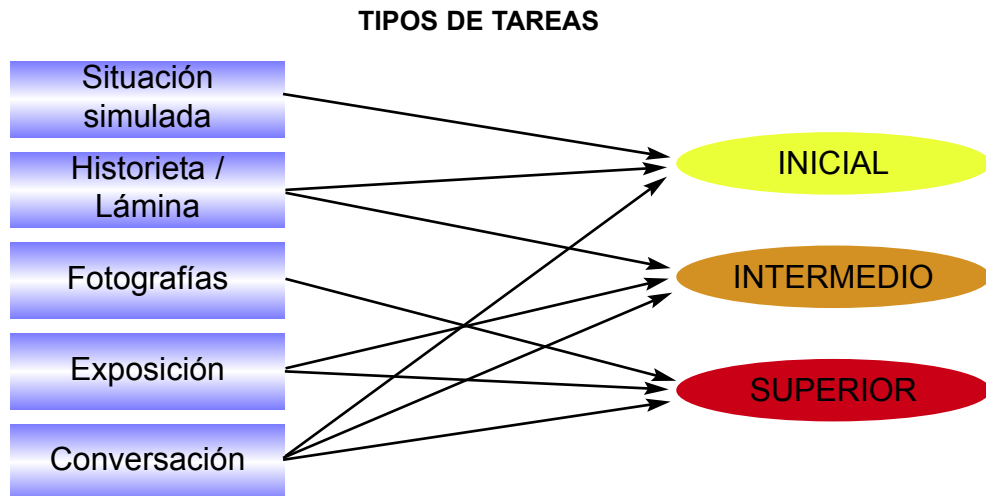 TIPOS DE TAREAS
Situación
simulada
Historieta /
Lámina
Fotografías
Exposición
Conversación
INICIAL
INTERMEDIO
SUPERIOR